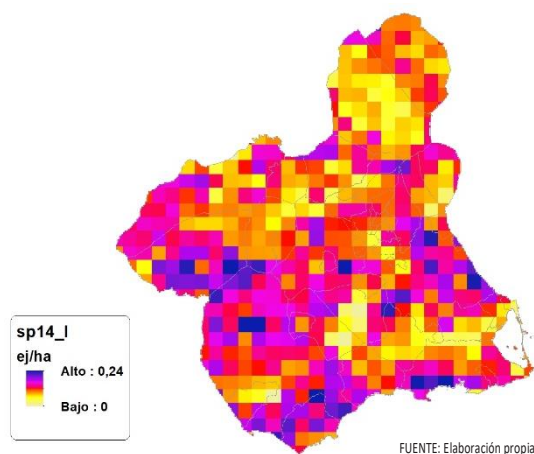 sp14_l
ej/ha
Alto : 0,24
Bajo : 0
FUENTE: Elaboración propia